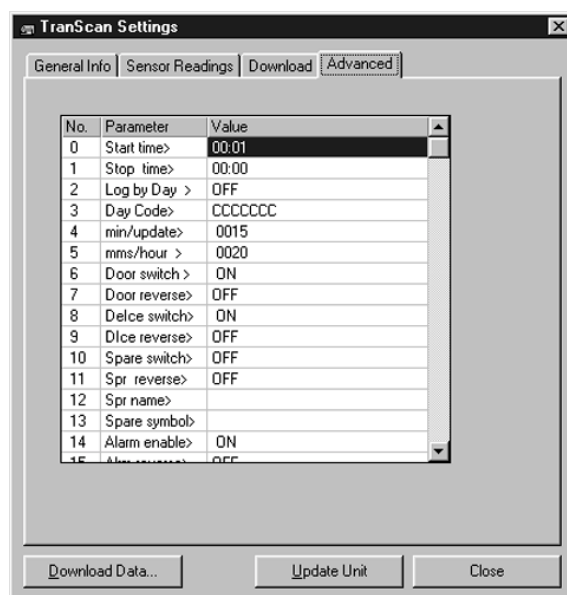 TranScan Settings
General Info Sensor Readings Download Advanced
No. Parameter Value
0 Start time> 00:01
1 Stop time> 00:00
2 Log by Day > OFF
3 Day Code> CCCCCCC
4 min/update> 0015
5 mms/hour > 0020
6 Door switch > ON
7 Door reverse> OFF
8 DeIce switch> ON
9 DIce reverse> OFF
10 Spare switch> OFF
11 Spr reverse> OFF
12 Spr name>
13 Spare symbol>
14 Alarm enable> ON
15 OFF
Download Data... Update Unit Close